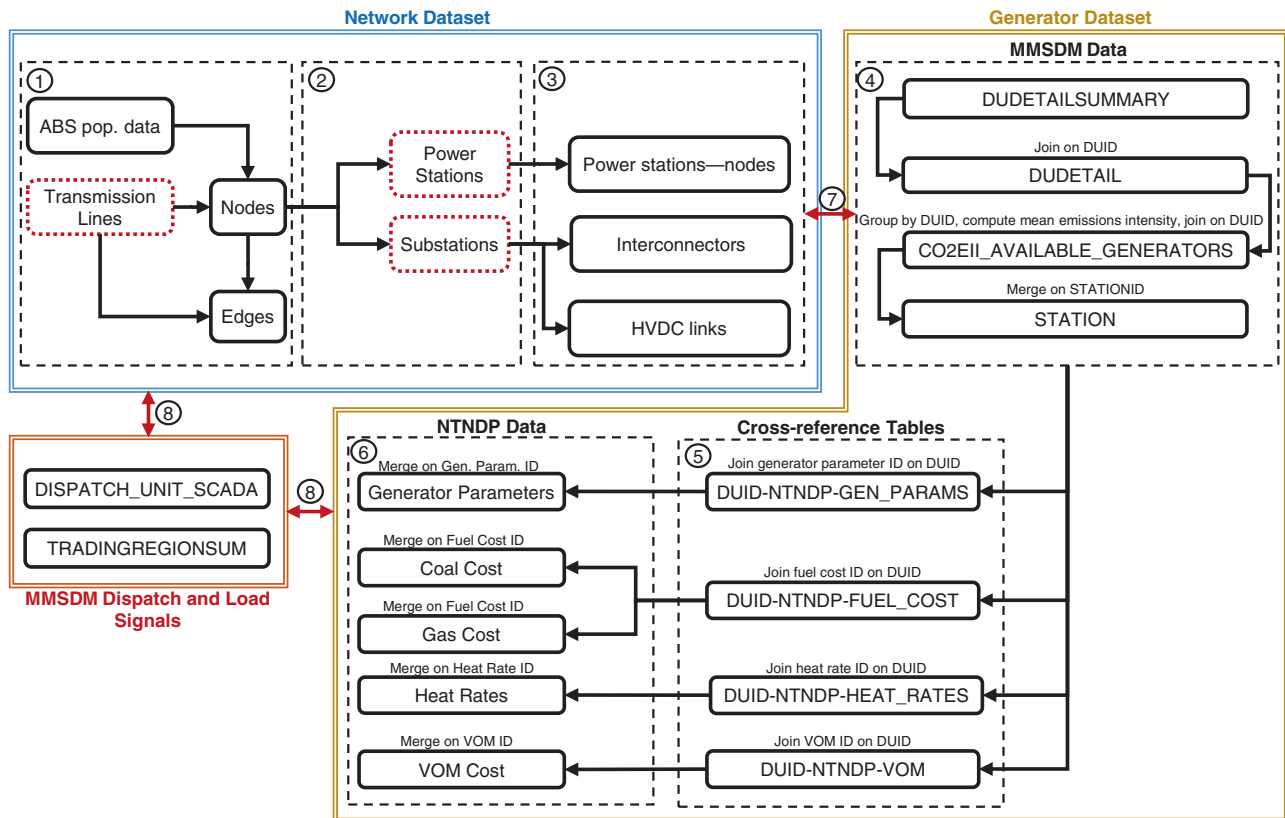 Network Dataset
Generator Dataset
1
ABS pop. data
Transmission
Lines
Nodes
Edges
2
Power
Stations
Substations
3
Power stations—nodes
Interconnectors
HVDC links
7
MMSDM Data
4
DUDETAILSUMMARY
Join on DUID
DUDETAIL
Group by DUID, compute mean emissions intensity, join on DUID
CO2EII_AVAILABLE_GENERATORS
Merge on STATIONID
STATION
8
DISPATCH_UNIT_SCADA
TRADINGREGIONSUM
MMSDM Dispatch and Load
Signals
8
NTNDP Data
6
Merge on Gen. Param. ID
Generator Parameters
Merge on Fuel Cost ID
Coal Cost
Merge on Fuel Cost ID
Gas Cost
Merge on Heat Rate ID
Heat Rates
Merge on VOM ID
VOM Cost
Cross-reference Tables
5
Join generator parameter ID on DUID
DUID-NTNDP-GEN_PARAMS
Join fuel cost ID on DUID
DUID-NTNDP-FUEL_COST
Join heat rate ID on DUID
DUID-NTNDP-HEAT_RATES
Join VOM ID on DUID
DUID-NTNDP-VOM